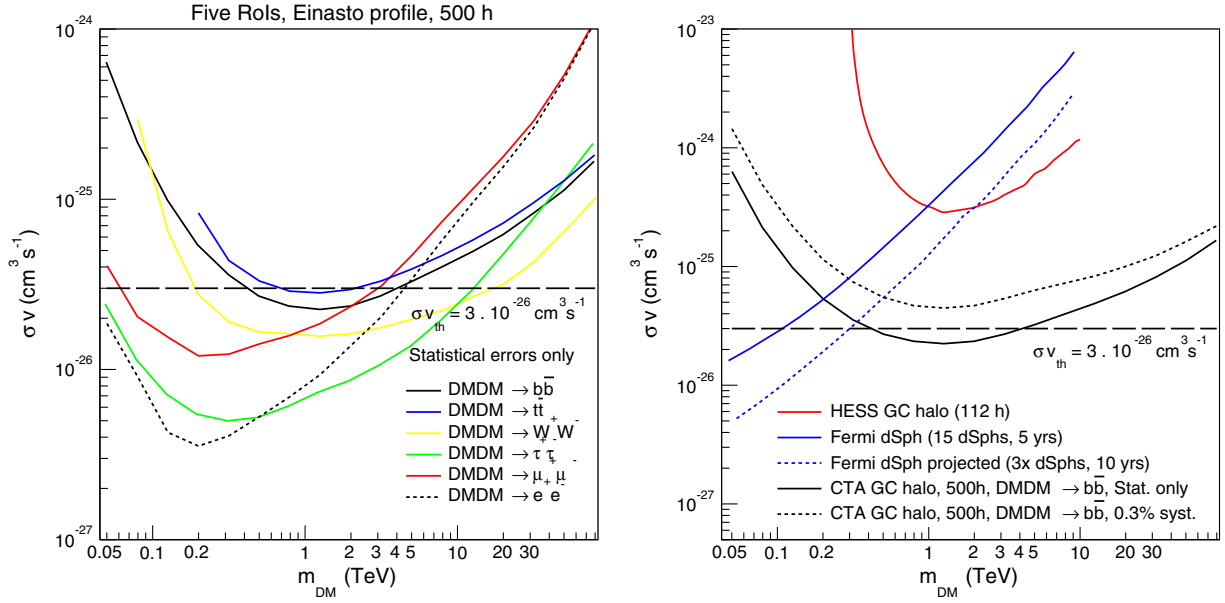 Five RoIs, Einasto profile, 500 h
10^-24
10^-25
10^-26
10^-27
σ v (cm^3 s^-1)
σ v_th = 3 . 10^-26 cm^3 s^-1
Statistical errors only
DMDM → bb̅
DMDM → tt̅
DMDM → W+ W-
DMDM → τ+ τ-
DMDM → μ+ μ-
DMDM → e+ e-
0.05 0.1 0.2 1 2 3 4 5 10 20 30
m_DM (TeV)
10^-23
10^-24
10^-25
10^-26
10^-27
σ v (cm^3 s^-1)
σ v_th = 3 . 10^-26 cm^3 s^-1
HESS GC halo (112 h)
Fermi dSph (15 dSphs, 5 yrs)
Fermi dSph projected (3x dSphs, 10 yrs)
CTA GC halo, 500h, DMDM → bb̅, Stat. only
CTA GC halo, 500h, DMDM → bb̅, 0.3% syst.
0.05 0.1 0.2 1 2 3 4 5 10 20 30
m_DM (TeV)